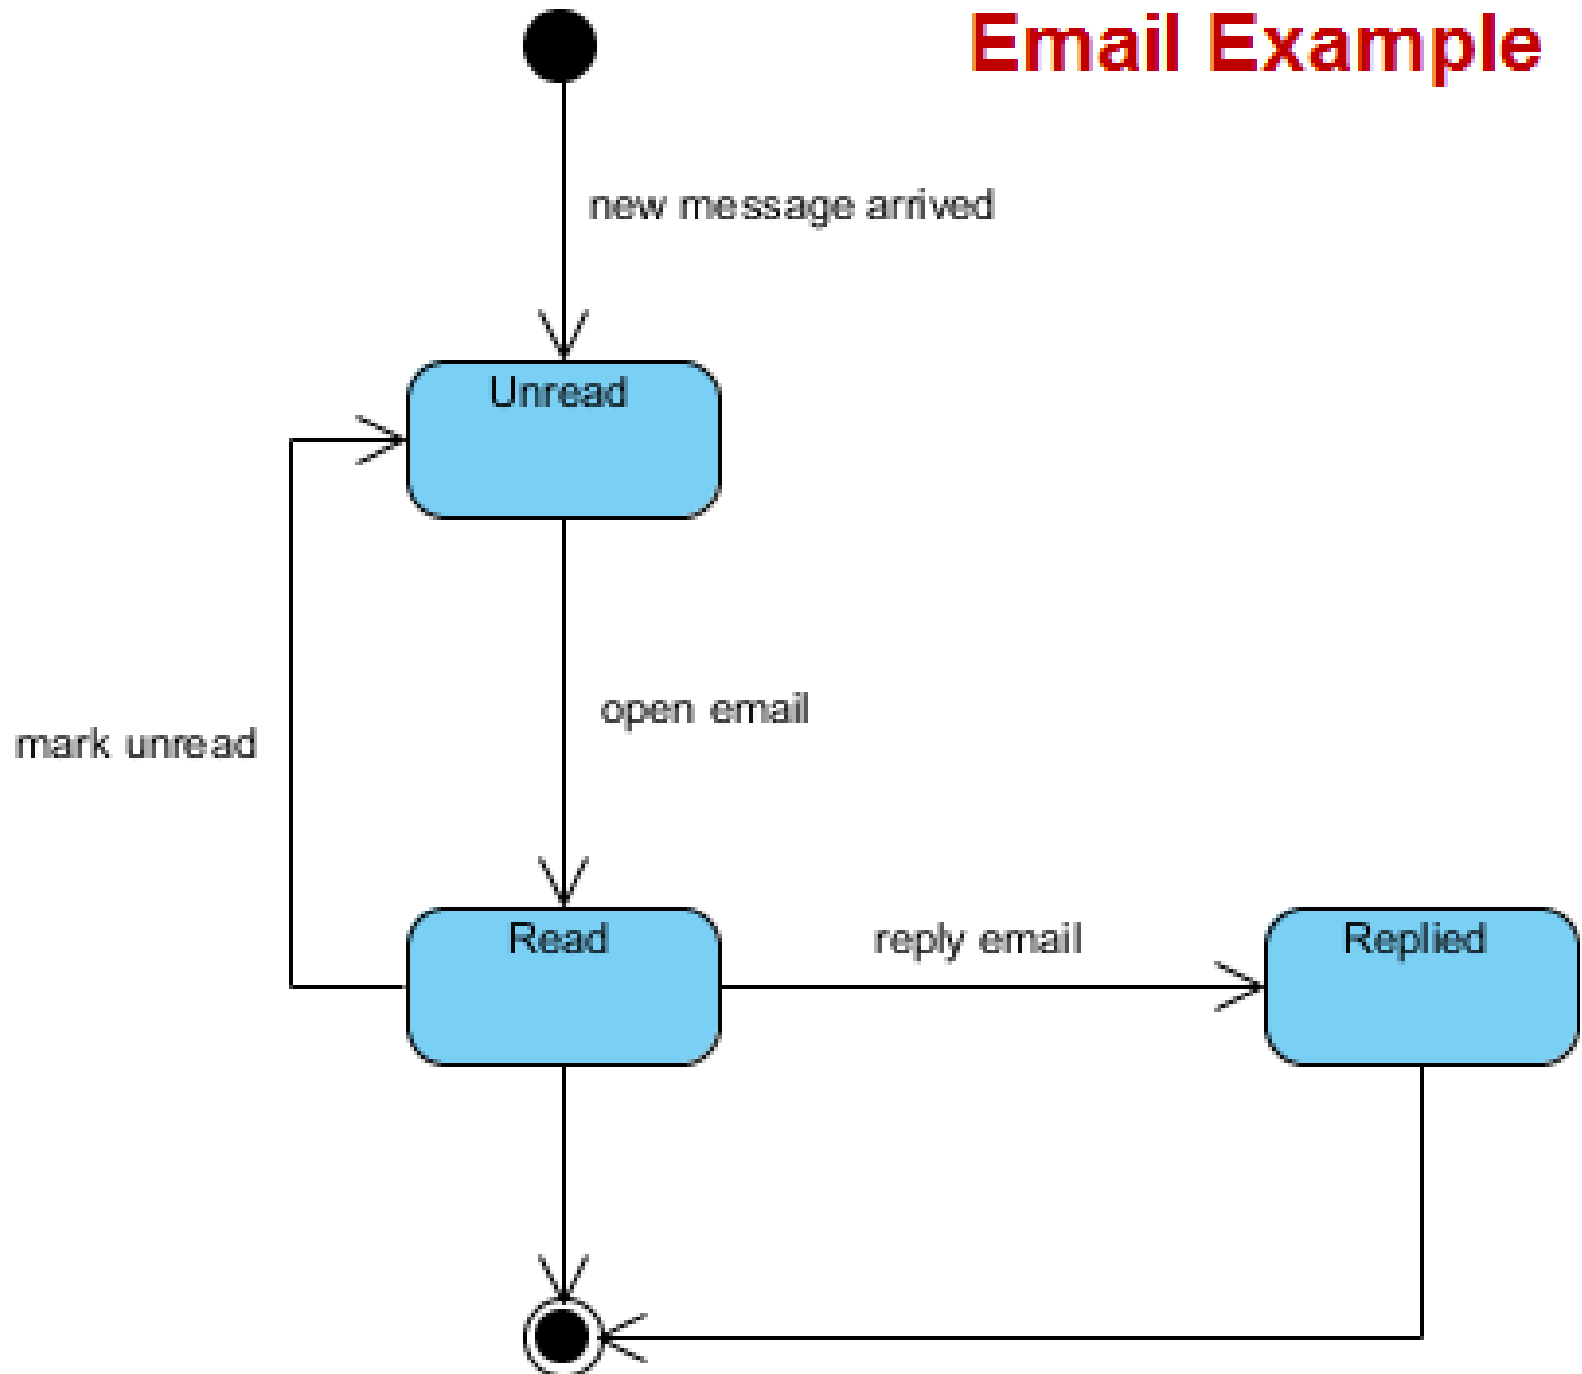 Email Example
new message arrived
Unread
open email
mark unread
Read
reply email
Replied